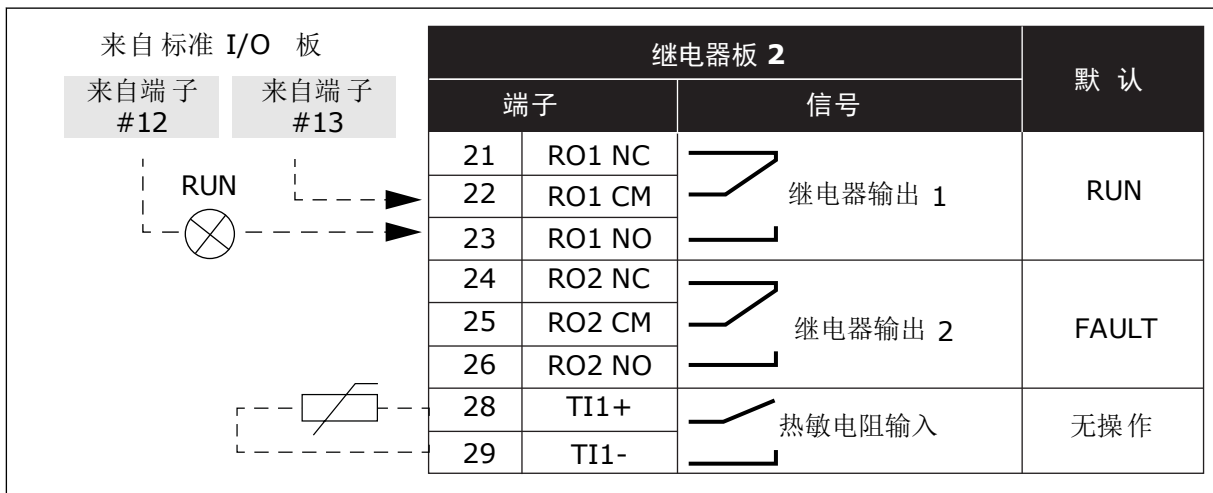 来自标准 I/O 板
来自端子 #12
来自端子 #13
RUN
继电器板 2 默认
端子 信号
21 RO1 NC
22 RO1 CM 继电器输出 1 RUN
23 RO1 NO
24 RO2 NC
25 RO2 CM 继电器输出 2 FAULT
26 RO2 NO
28 TI1+ 热敏电阻输入 无操作
29 TI1-